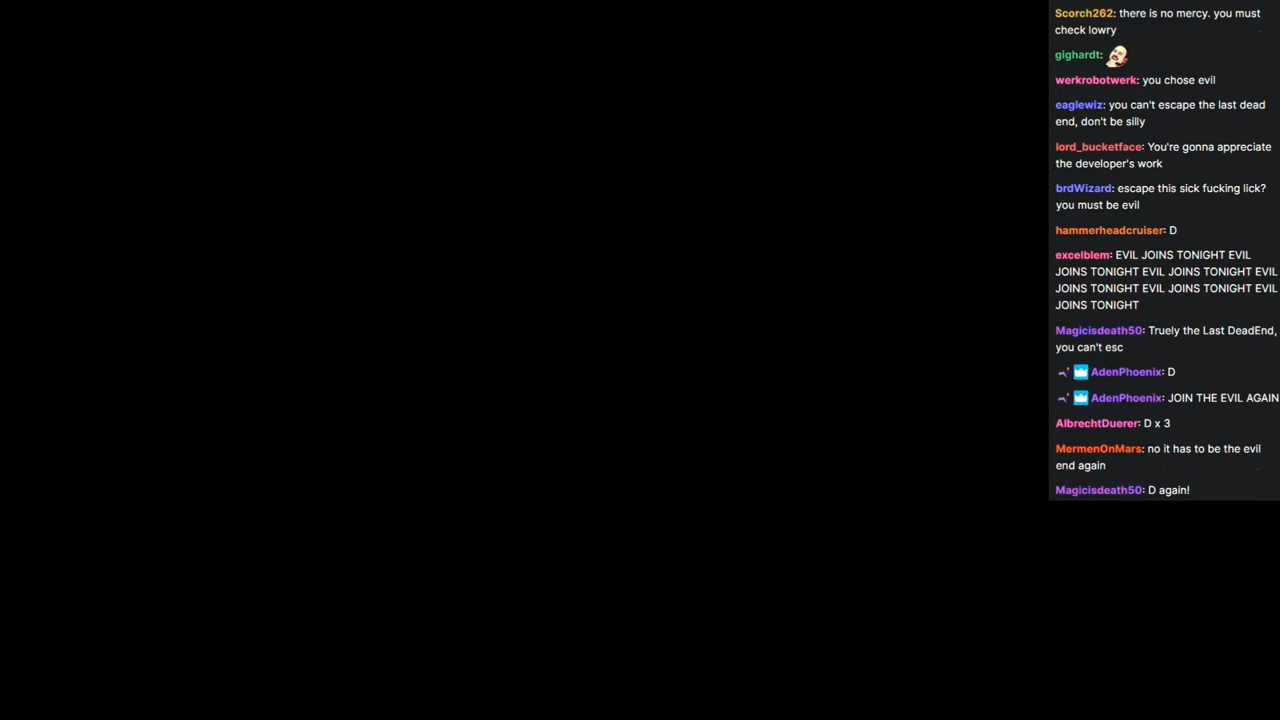 Scorch262: there is no mercy. you must
check lowry
gighardt:
werkrobotwerk: you chose evil
eaglewiz: you can't escape the last dead
end, don't be silly
lord_bucketface: You're gonna appreciate
the developer's work
brdWizard: escape this sick fucking lick?
you must be evil
hammerheadcruiser: D
excelblem: EVIL JOINS TONIGHT EVIL
JOINS TONIGHT EVIL JOINS TONIGHT EVIL
JOINS TONIGHT EVIL JOINS TONIGHT EVIL
JOINS TONIGHT
Magicisdeath50: Truely the Last DeadEnd,
you can't esc
AdenPhoenix: D
AdenPhoenix: JOIN THE EVIL AGAIN
AlbrechtDuerer: D x 3
MermenOnMars: no it has to be the evil
end again
Magicisdeath50: D again!